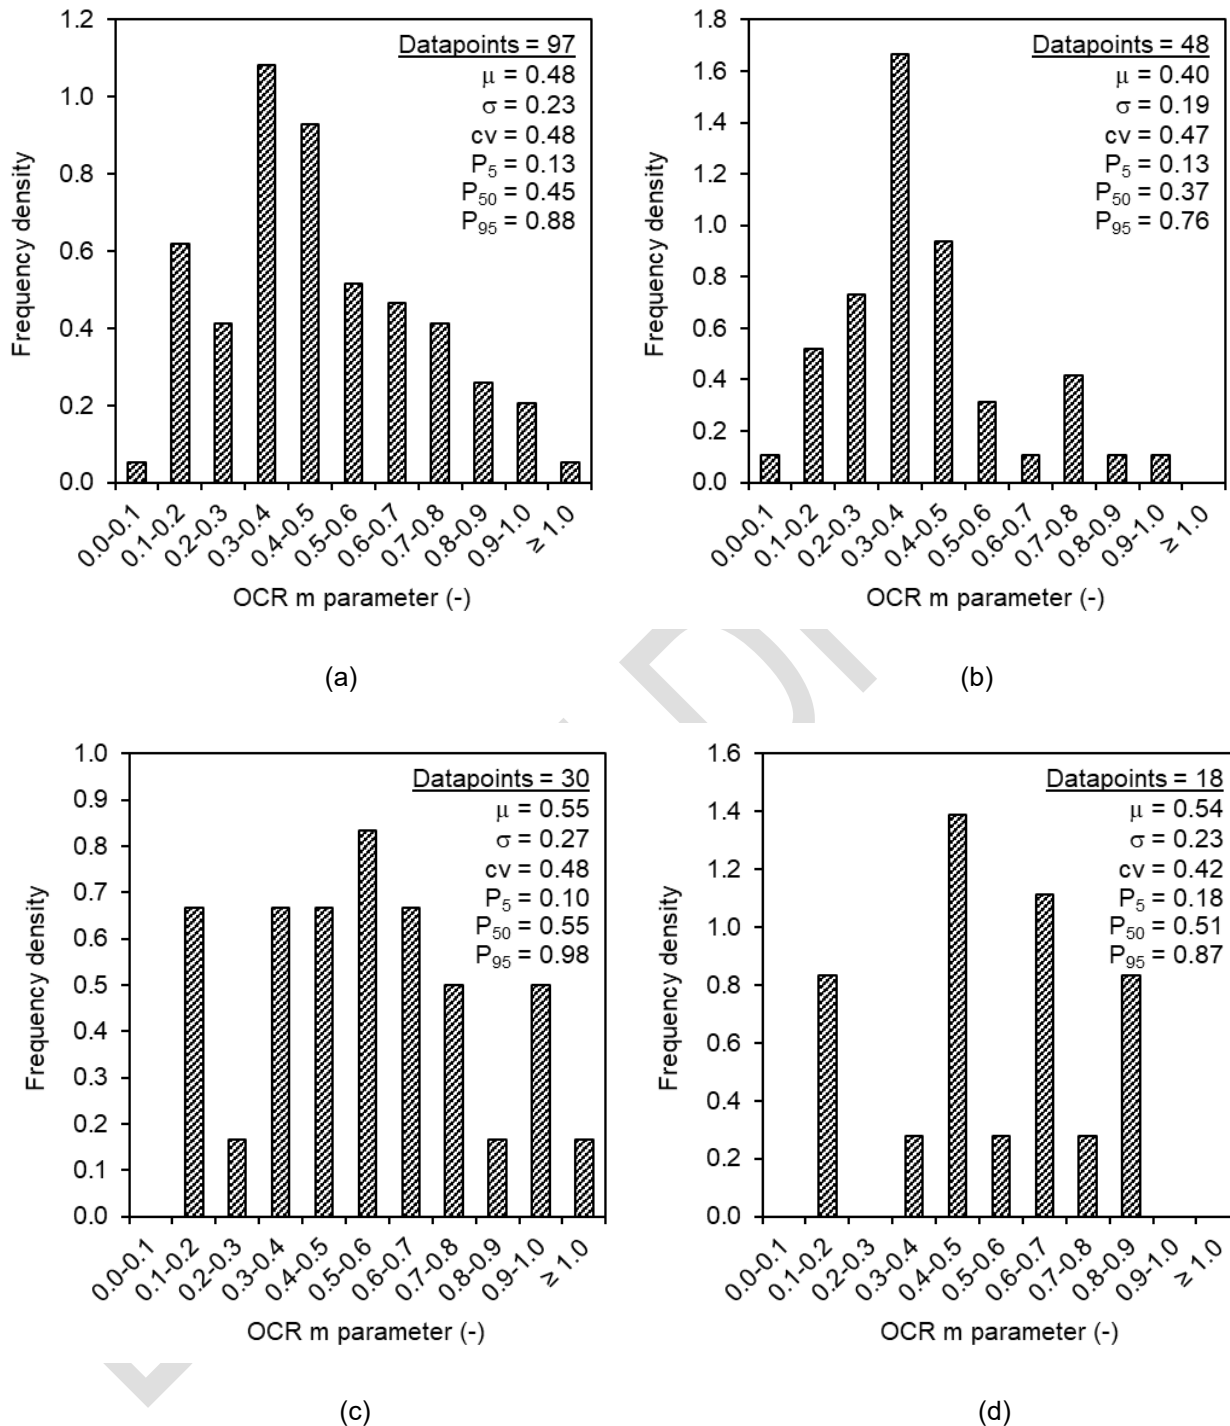 1.2
1.0
0.8
0.6
0.4
0.2
0.0
Frequency density
Datapoints = 97
μ = 0.48
σ = 0.23
cv = 0.48
P5 = 0.13
P50 = 0.45
P95 = 0.88
0.0-0.1
0.1-0.2
0.2-0.3
0.3-0.4
0.4-0.5
0.5-0.6
0.6-0.7
0.7-0.8
0.8-0.9
0.9-1.0
≥ 1.0
OCR m parameter (-)
(a)
1.8
1.6
1.4
1.2
1.0
0.8
0.6
0.4
0.2
0.0
Frequency density
Datapoints = 48
μ = 0.40
σ = 0.19
cv = 0.47
P5 = 0.13
P50 = 0.37
P95 = 0.76
0.0-0.1
0.1-0.2
0.2-0.3
0.3-0.4
0.4-0.5
0.5-0.6
0.6-0.7
0.7-0.8
0.8-0.9
0.9-1.0
≥ 1.0
OCR m parameter (-)
(b)
1.0
0.9
0.8
0.7
0.6
0.5
0.4
0.3
0.2
0.1
0.0
Frequency density
Datapoints = 30
μ = 0.55
σ = 0.27
cv = 0.48
P5 = 0.10
P50 = 0.55
P95 = 0.98
0.0-0.1
0.1-0.2
0.2-0.3
0.3-0.4
0.4-0.5
0.5-0.6
0.6-0.7
0.7-0.8
0.8-0.9
0.9-1.0
≥ 1.0
OCR m parameter (-)
(c)
1.6
1.4
1.2
1.0
0.8
0.6
0.4
0.2
0.0
Frequency density
Datapoints = 18
μ = 0.54
σ = 0.23
cv = 0.42
P5 = 0.18
P50 = 0.51
P95 = 0.87
0.0-0.1
0.1-0.2
0.2-0.3
0.3-0.4
0.4-0.5
0.5-0.6
0.6-0.7
0.7-0.8
0.8-0.9
0.9-1.0
≥ 1.0
OCR m parameter (-)
(d)